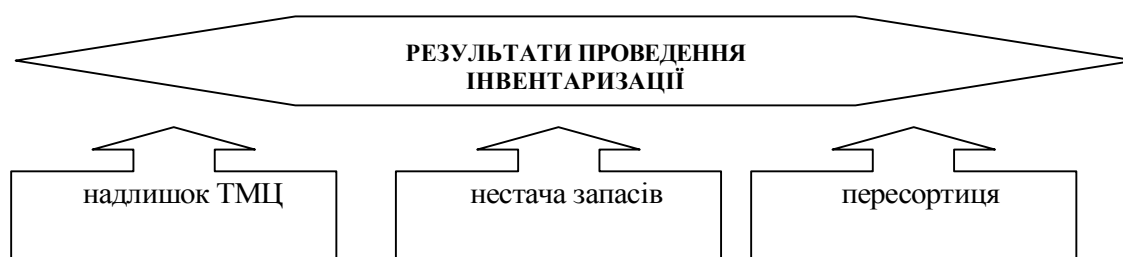 РЕЗУЛЬТАТИ ПРОВЕДЕННЯ
ІНВЕНТАРИЗАЦІЇ
надлишок ТМЦ
нестача запасів
пересортиця